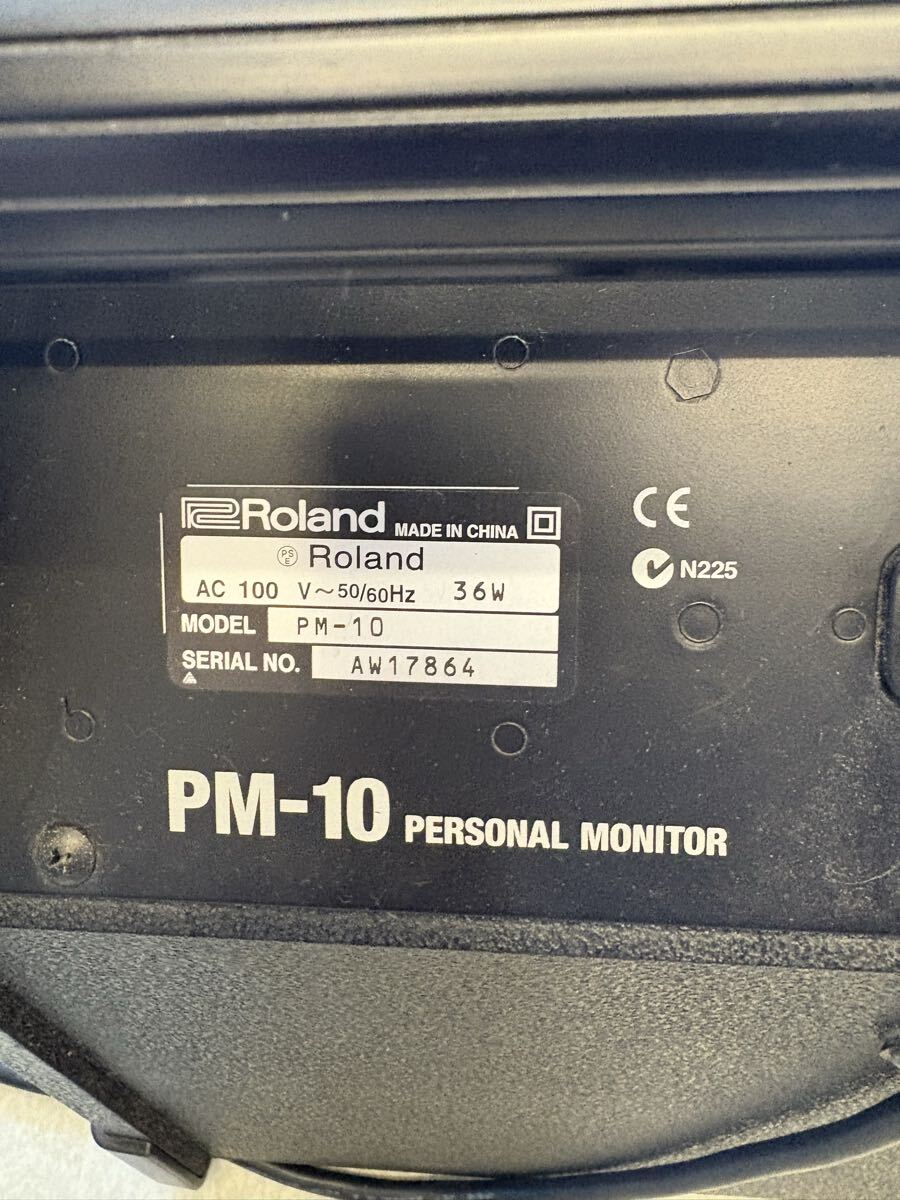 Roland MADE IN CHINA
PS
E Roland
AC 100 V~50/60Hz 36W
MODEL PM-10
SERIAL NO. AW17864
CE
N225
PM-10 PERSONAL MONITOR